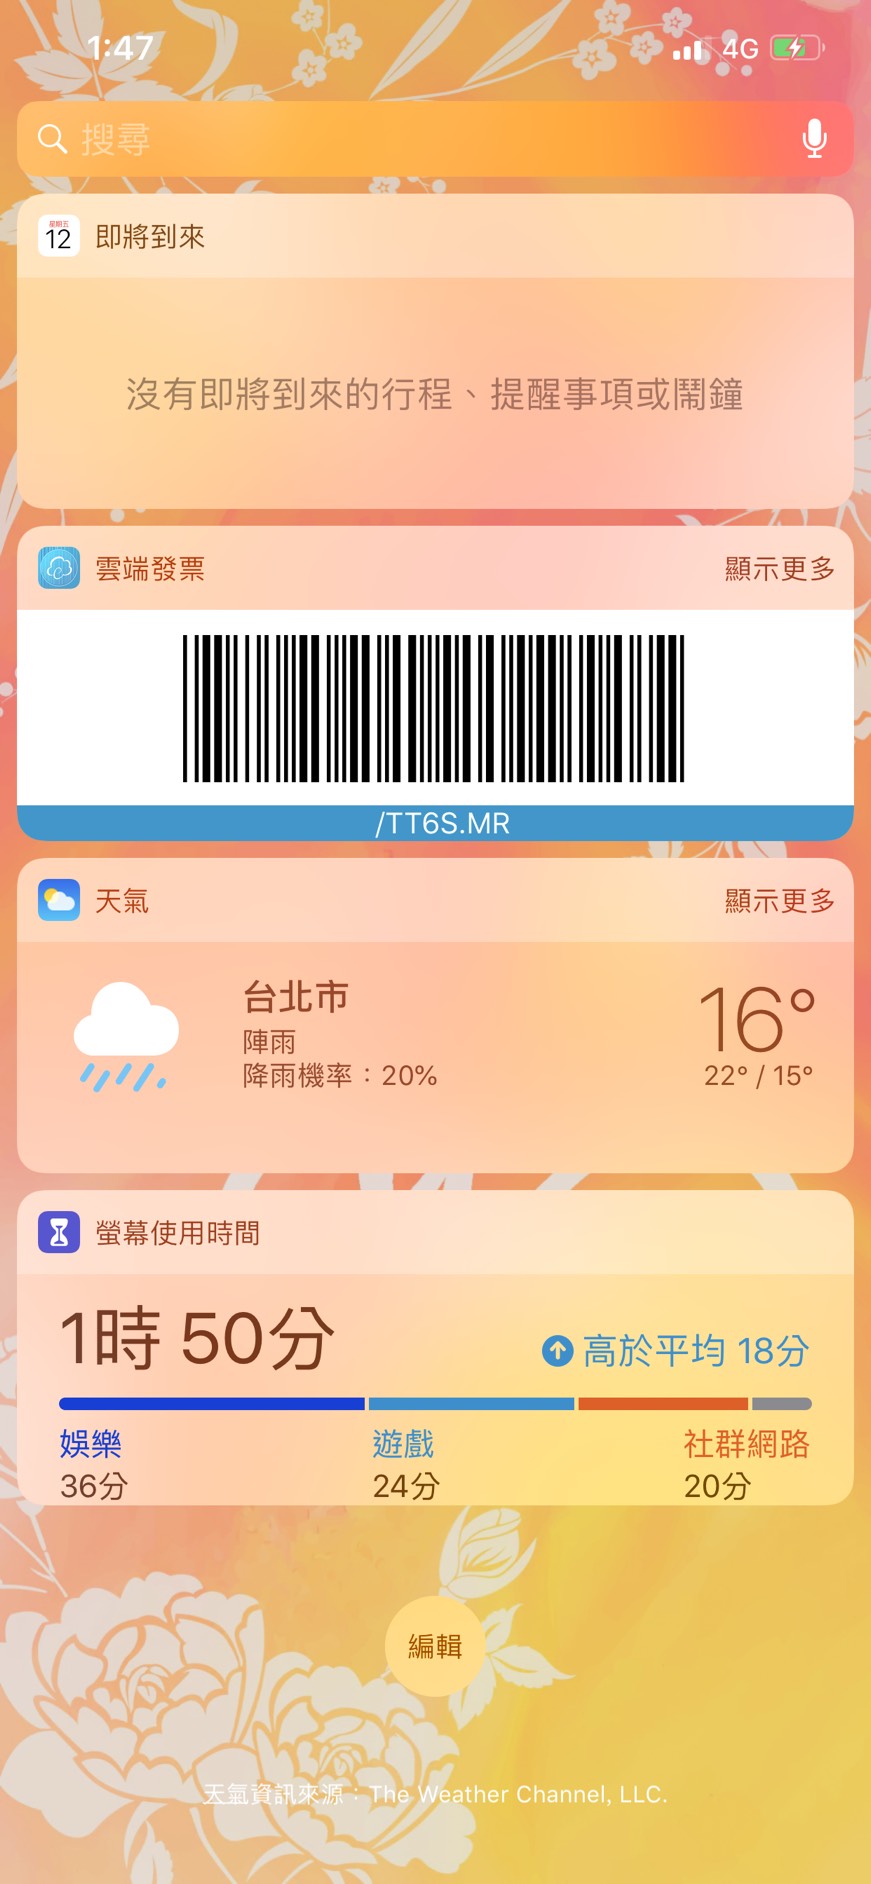 1:47
4G
搜尋
星期五
12
即將到來
沒有即將到來的行程、提醒事項或鬧鐘
雲端發票
顯示更多
/TT6S.MR
天氣
顯示更多
台北市
陣雨
降雨機率：20%
16°
22° / 15°
螢幕使用時間
1時 50分
高於平均 18分
娛樂
遊戲
社群網路
36分
24分
20分
編輯
天氣資訊來源：The Weather Channel, LLC.